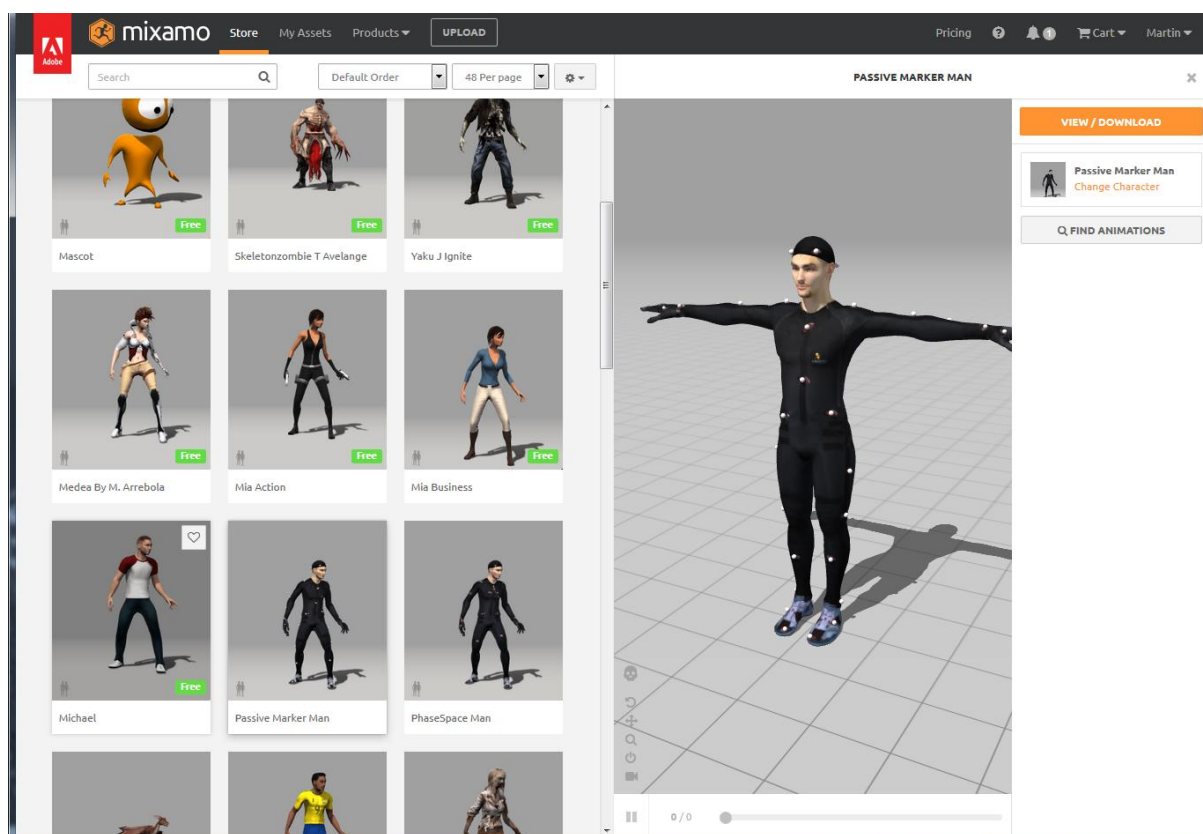 Adobe
mixamo
Store
My Assets
Products
UPLOAD
Pricing
1
Cart
Martin
Search
Default Order
48 Per page
PASSIVE MARKER MAN
Free
Free
Free
Mascot
Skeletonzombie T Avelange
Yaku J Ignite
Free
Free
Free
Medea By M. Arrebola
Mia Action
Mia Business
Free
Michael
Passive Marker Man
PhaseSpace Man
VIEW / DOWNLOAD
Passive Marker Man
Change Character
FIND ANIMATIONS
0 / 0